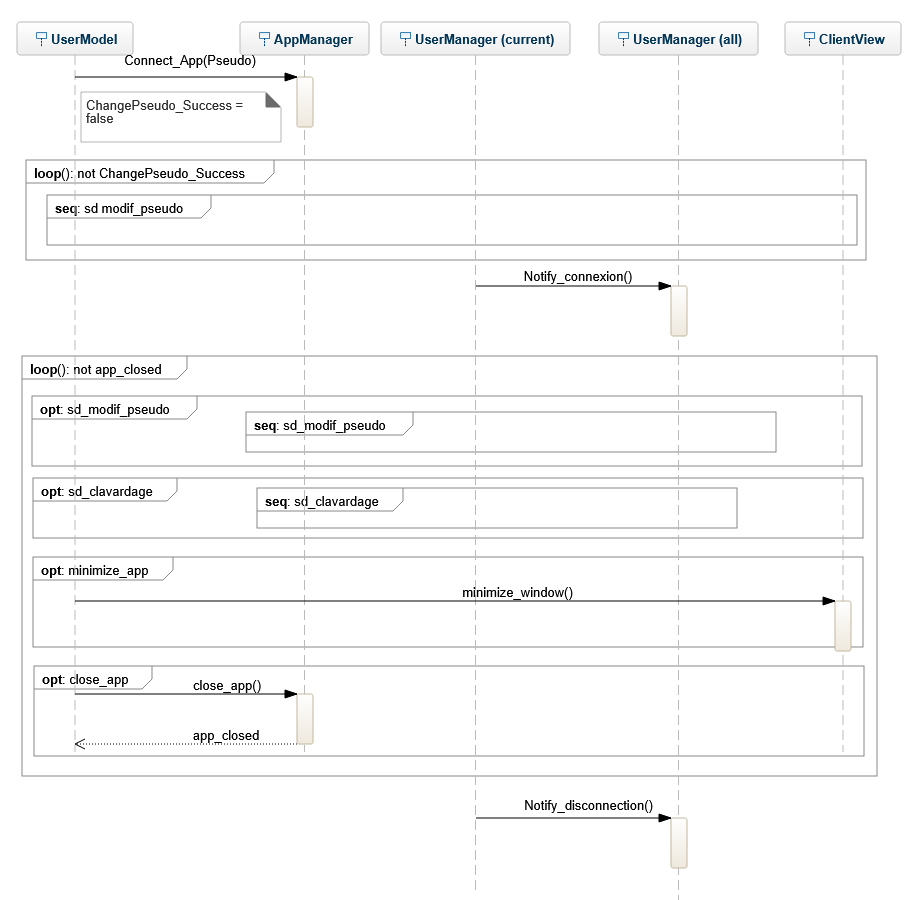 UserModel
AppManager
UserManager (current)
UserManager (all)
ClientView
Connect_App(Pseudo)
ChangePseudo_Success =
false
loop(): not ChangePseudo_Success
seq: sd modif_pseudo
Notify_connexion()
loop(): not app_closed
opt: sd_modif_pseudo
seq: sd_modif_pseudo
opt: sd_clavardage
seq: sd_clavardage
opt: minimize_app
minimize_window()
opt: close_app
close_app()
app_closed
Notify_disconnection()